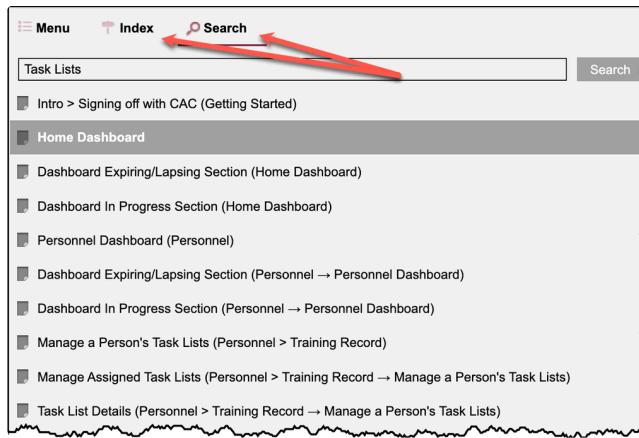 Menu Index Search
Task Lists Search
Intro > Signing off with CAC (Getting Started)
Home Dashboard
Dashboard Expiring/Lapsing Section (Home Dashboard)
Dashboard In Progress Section (Home Dashboard)
Personnel Dashboard (Personnel)
Dashboard Expiring/Lapsing Section (Personnel → Personnel Dashboard)
Dashboard In Progress Section (Personnel → Personnel Dashboard)
Manage a Person's Task Lists (Personnel > Training Record)
Manage Assigned Task Lists (Personnel > Training Record → Manage a Person's Task Lists)
Task List Details (Personnel > Training Record → Manage a Person's Task Lists)